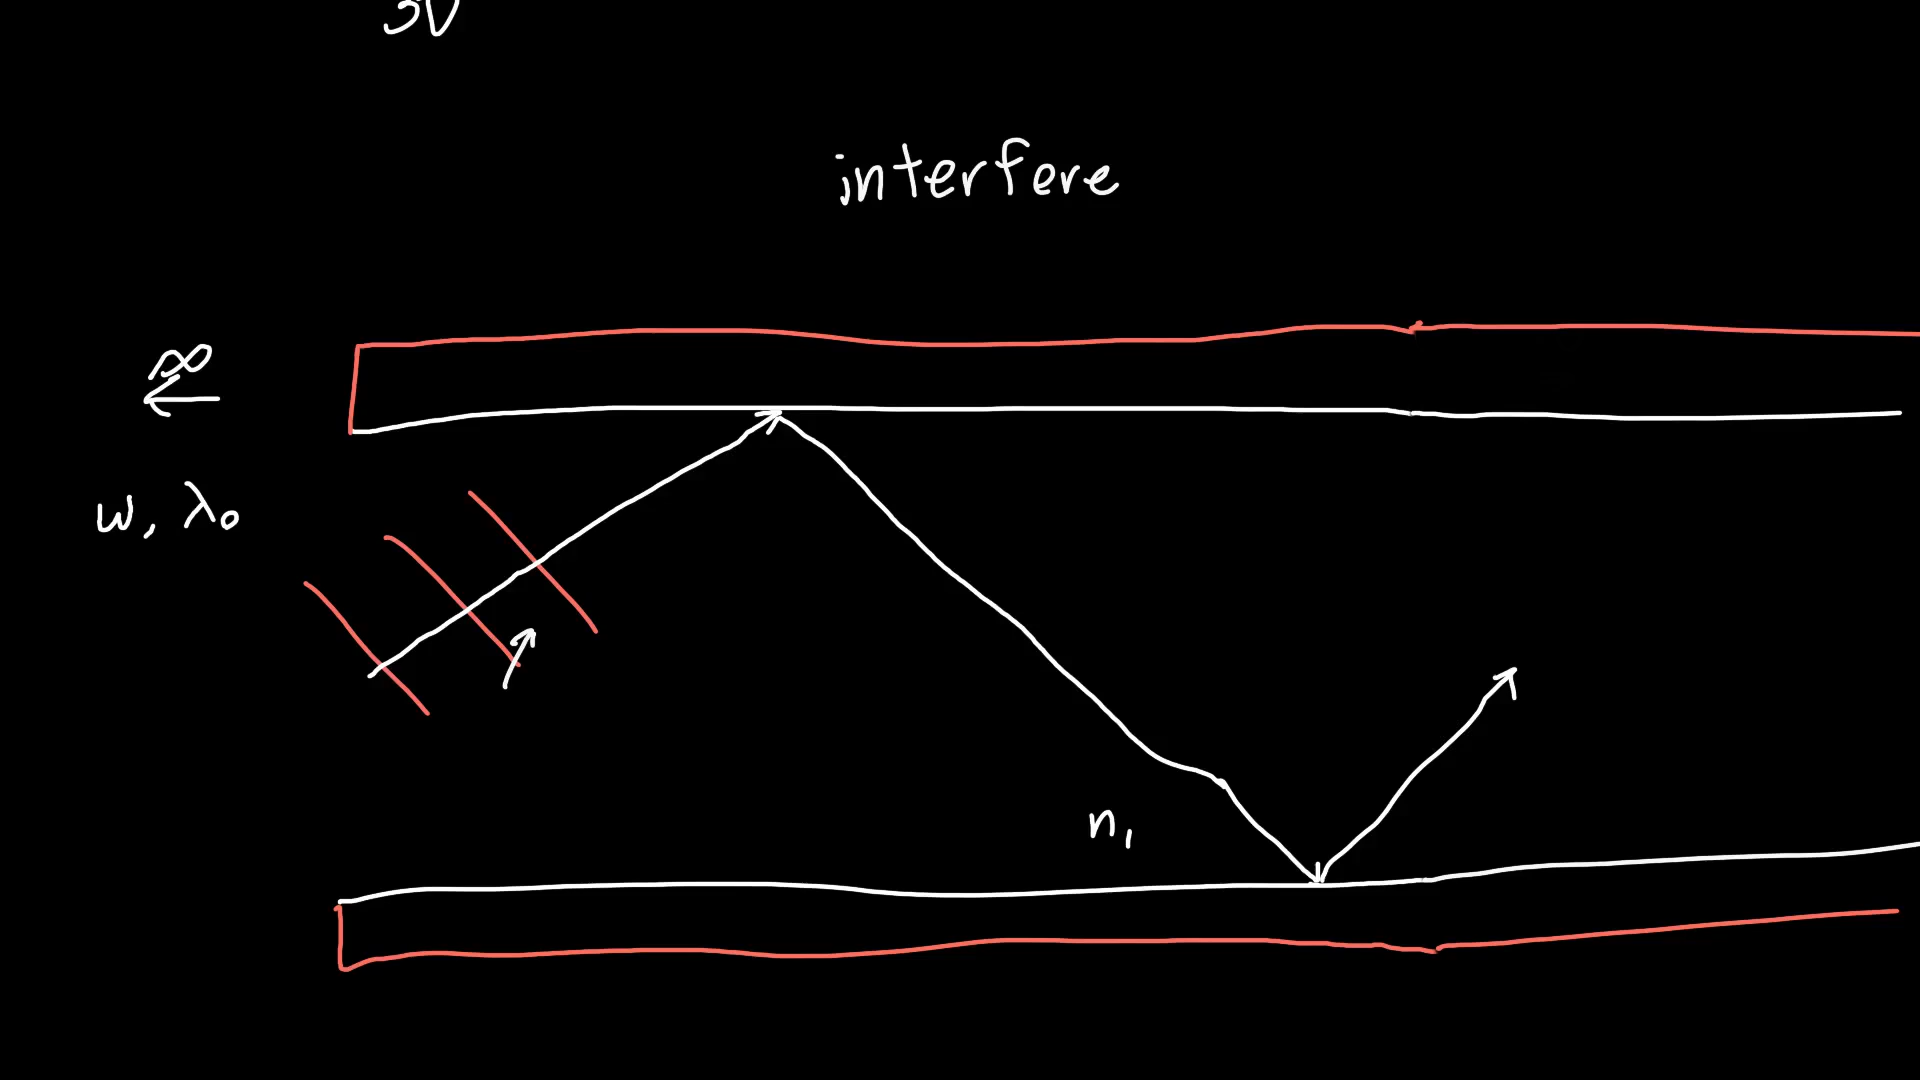 interfere
∞
w, λ₀
n₁